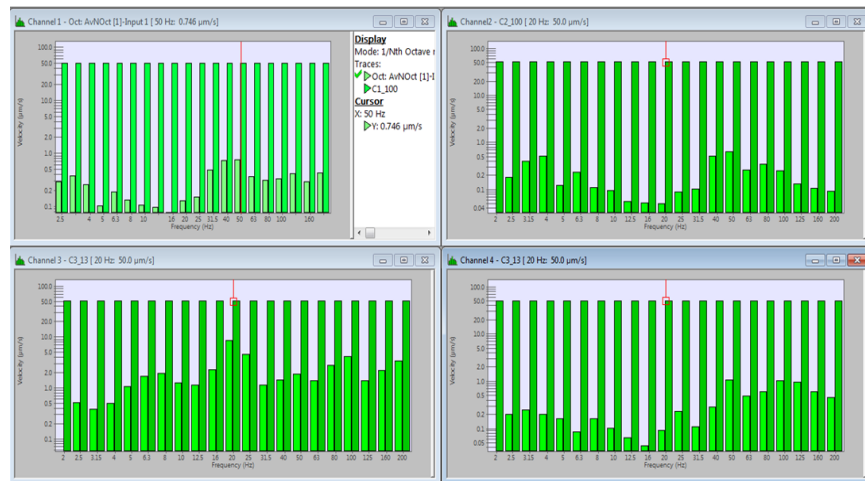 Channel 1 - Oct: AvNOct [1]-Input 1 [ 50 Hz: 0.746 µm/s]
100.0
50.0
20.0
10.0
5.0
2.0
1.0
0.5
0.2
0.1
Velocity (µm/s)
2.5 4 5 6.3 8 10 16 20 25 31.5 40 50 63 80 100 160
Frequency (Hz)
Display
Mode: 1/Nth Octave r
Traces:
Oct: AvNOct [1]-I
C1_100
Cursor
X: 50 Hz
Y: 0.746 µm/s
Channel2 - C2_100 [ 20 Hz: 50.0 µm/s]
100.0
50.0
20.0
10.0
5.0
2.0
1.0
0.5
0.2
0.1
0.04
Velocity (µm/s)
2 2.5 3.15 4 5 6.3 8 10 12.5 16 20 25 31.5 40 50 63 80 100 125 160 200
Frequency (Hz)
Channel 3 - C3_13 [ 20 Hz: 50.0 µm/s]
100.0
50.0
20.0
10.0
5.0
2.0
1.0
0.5
0.2
0.1
Velocity (µm/s)
2 2.5 3.15 4 5 6.3 8 10 12.5 16 20 25 31.5 40 50 63 80 100 125 160 200
Frequency (Hz)
Channel 4 - C3_13 [ 20 Hz: 50.0 µm/s]
100.0
50.0
20.0
10.0
5.0
2.0
1.0
0.5
0.2
0.1
0.05
Velocity (µm/s)
2 2.5 3.15 4 5 6.3 8 10 12.5 16 20 25 31.5 40 50 63 80 100 125 160 200
Frequency (Hz)